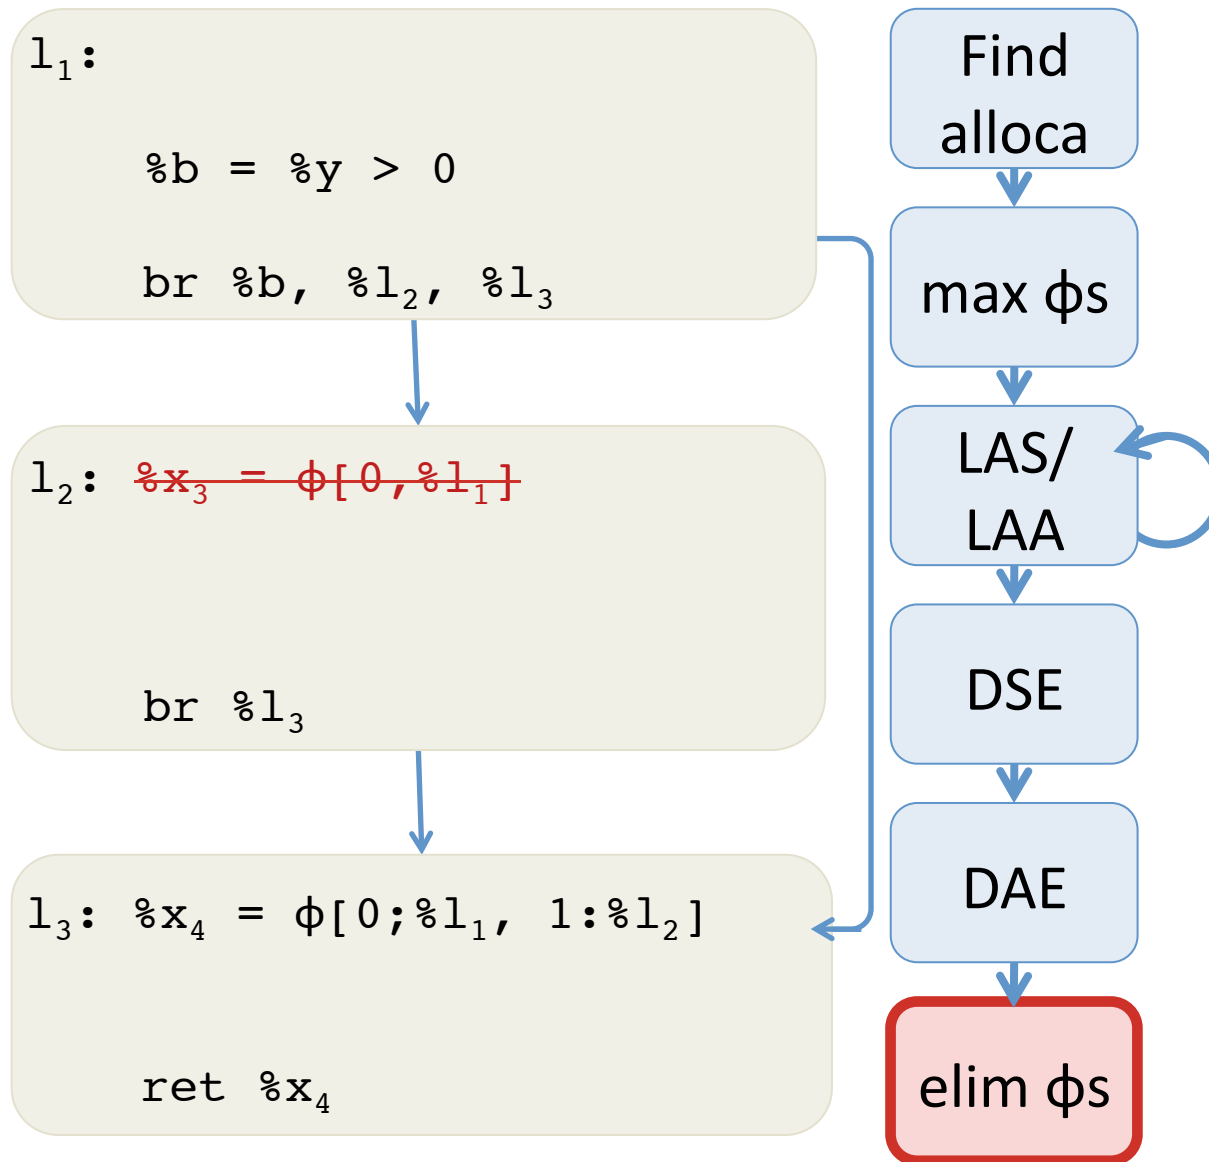 l₁:
%b = %y > 0
br %b, %l₂, %l₃
l₂: %x₃ = ϕ[0,%l₁]
br %l₃
l₃: %x₄ = ϕ[0;%l₁, 1:%l₂]
ret %x₄
Find
alloca
max ϕs
LAS/
LAA
DSE
DAE
elim ϕs